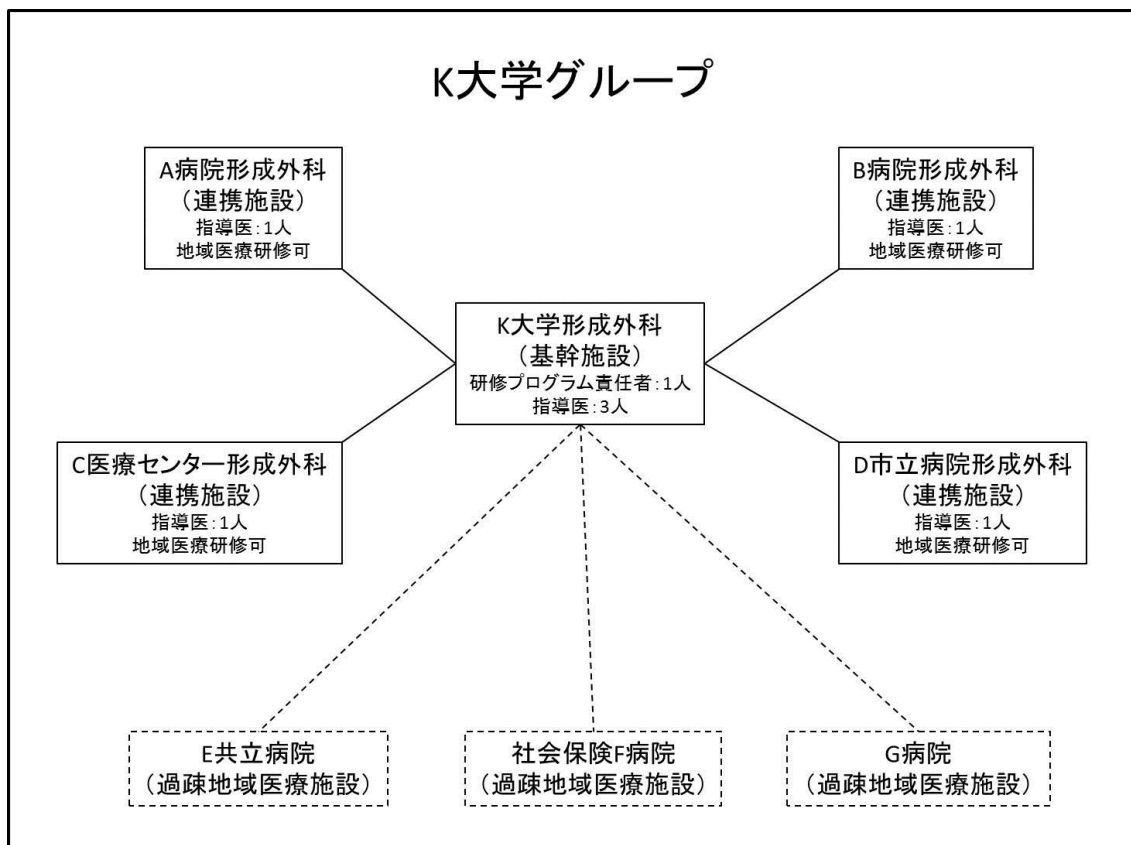 K大学グループ
A病院形成外科
(連携施設)
指導医:1人
地域医療研修可
B病院形成外科
(連携施設)
指導医:1人
地域医療研修可
K大学形成外科
(基幹施設)
研修プログラム責任者:1人
指導医:3人
C医療センター形成外科
(連携施設)
指導医:1人
地域医療研修可
D市立病院形成外科
(連携施設)
指導医:1人
地域医療研修可
E共立病院
(過疎地域医療施設)
社会保険F病院
(過疎地域医療施設)
G病院
(過疎地域医療施設)